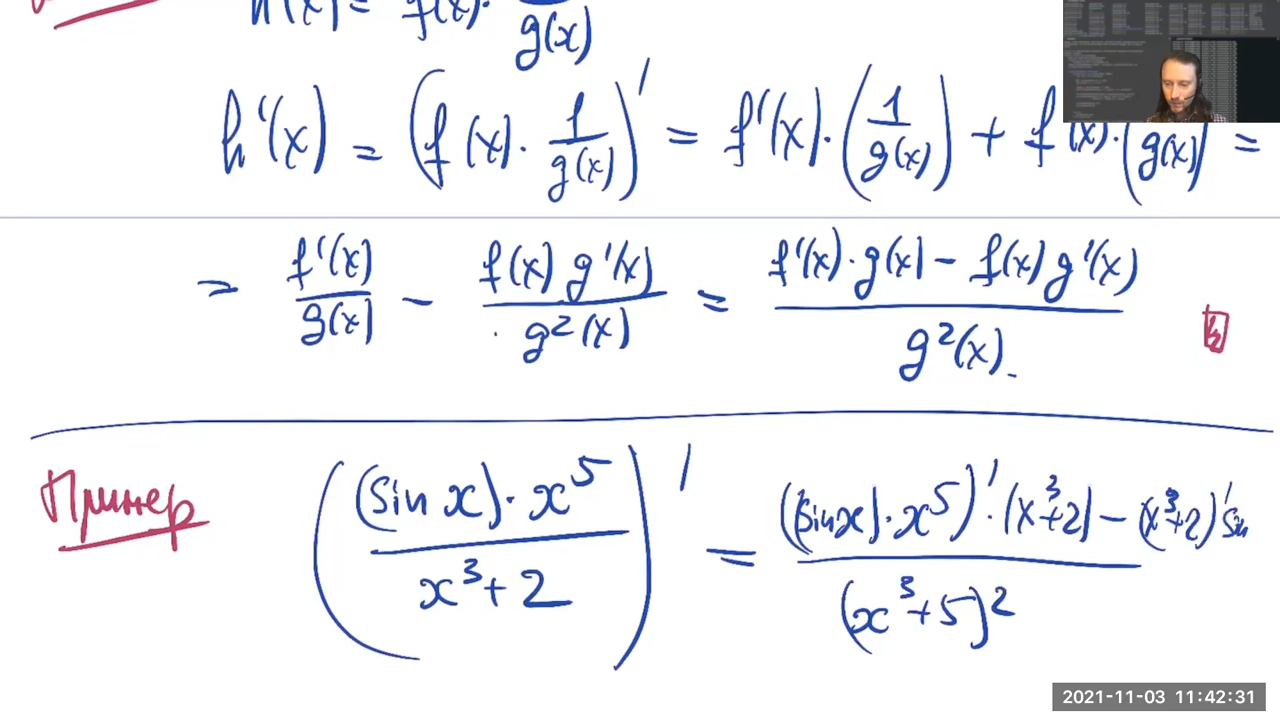 h'(x) = (f(x) · 1/g(x))' = f'(x) · (1/g(x)) + f(x) · (1/g(x) =
= f'(x)/g(x) - f(x) g'(x)/g²(x) = (f'(x) · g(x) - f(x) g'(x))/g²(x)
Пример ((sin x) · x⁵ / x³ + 2)' = ((sin x) · x⁵)' · (x³+2) - (x³+2)' sin / (x³+5)²
2021-11-03 11:42:31